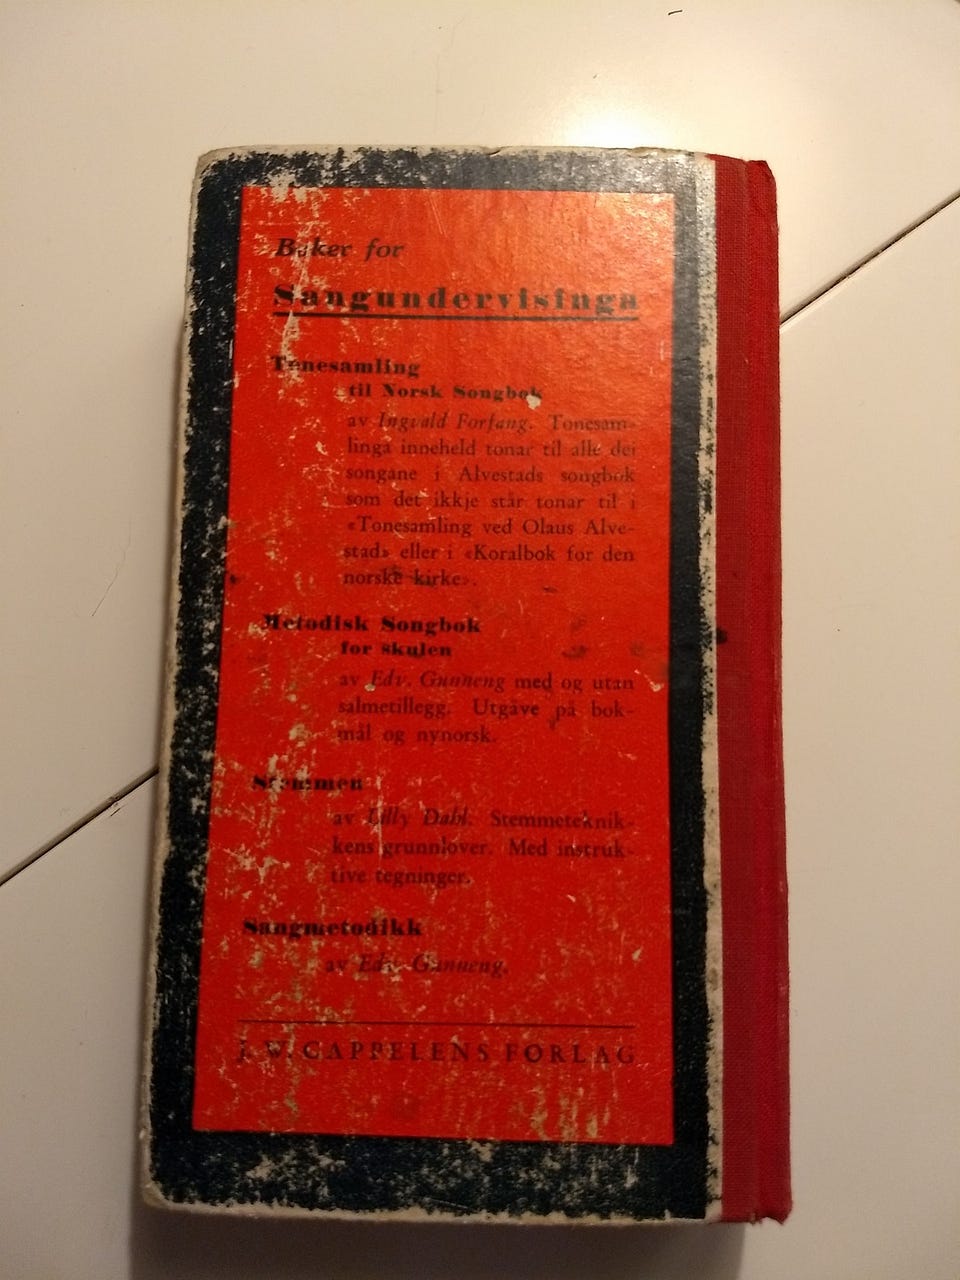 Bøker for
Sangundervisinga
Tonesamling
til Norsk Songbok
av Ingvald Forfang. Tonesam-
linga inneheld tonar til alle dei
songane i Alvestads songbok
som det ikkje står tonar til i
«Tonesamling ved Olaus Alve-
stad» eller i «Koralbok for den
norske kirke».
Metodisk Songbok
for skulen
av Edv. Gunneng med og utan
salmetillegg. Utgåve på bok-
mål og nynorsk.
Stemmen
av Lilly Dahl. Stemmeteknik-
kens grunnlover. Med instruk-
tive tegninger.
Sangmetodikk
av Edv. Gunneng.
J. W. CAPPELENS FORLAG